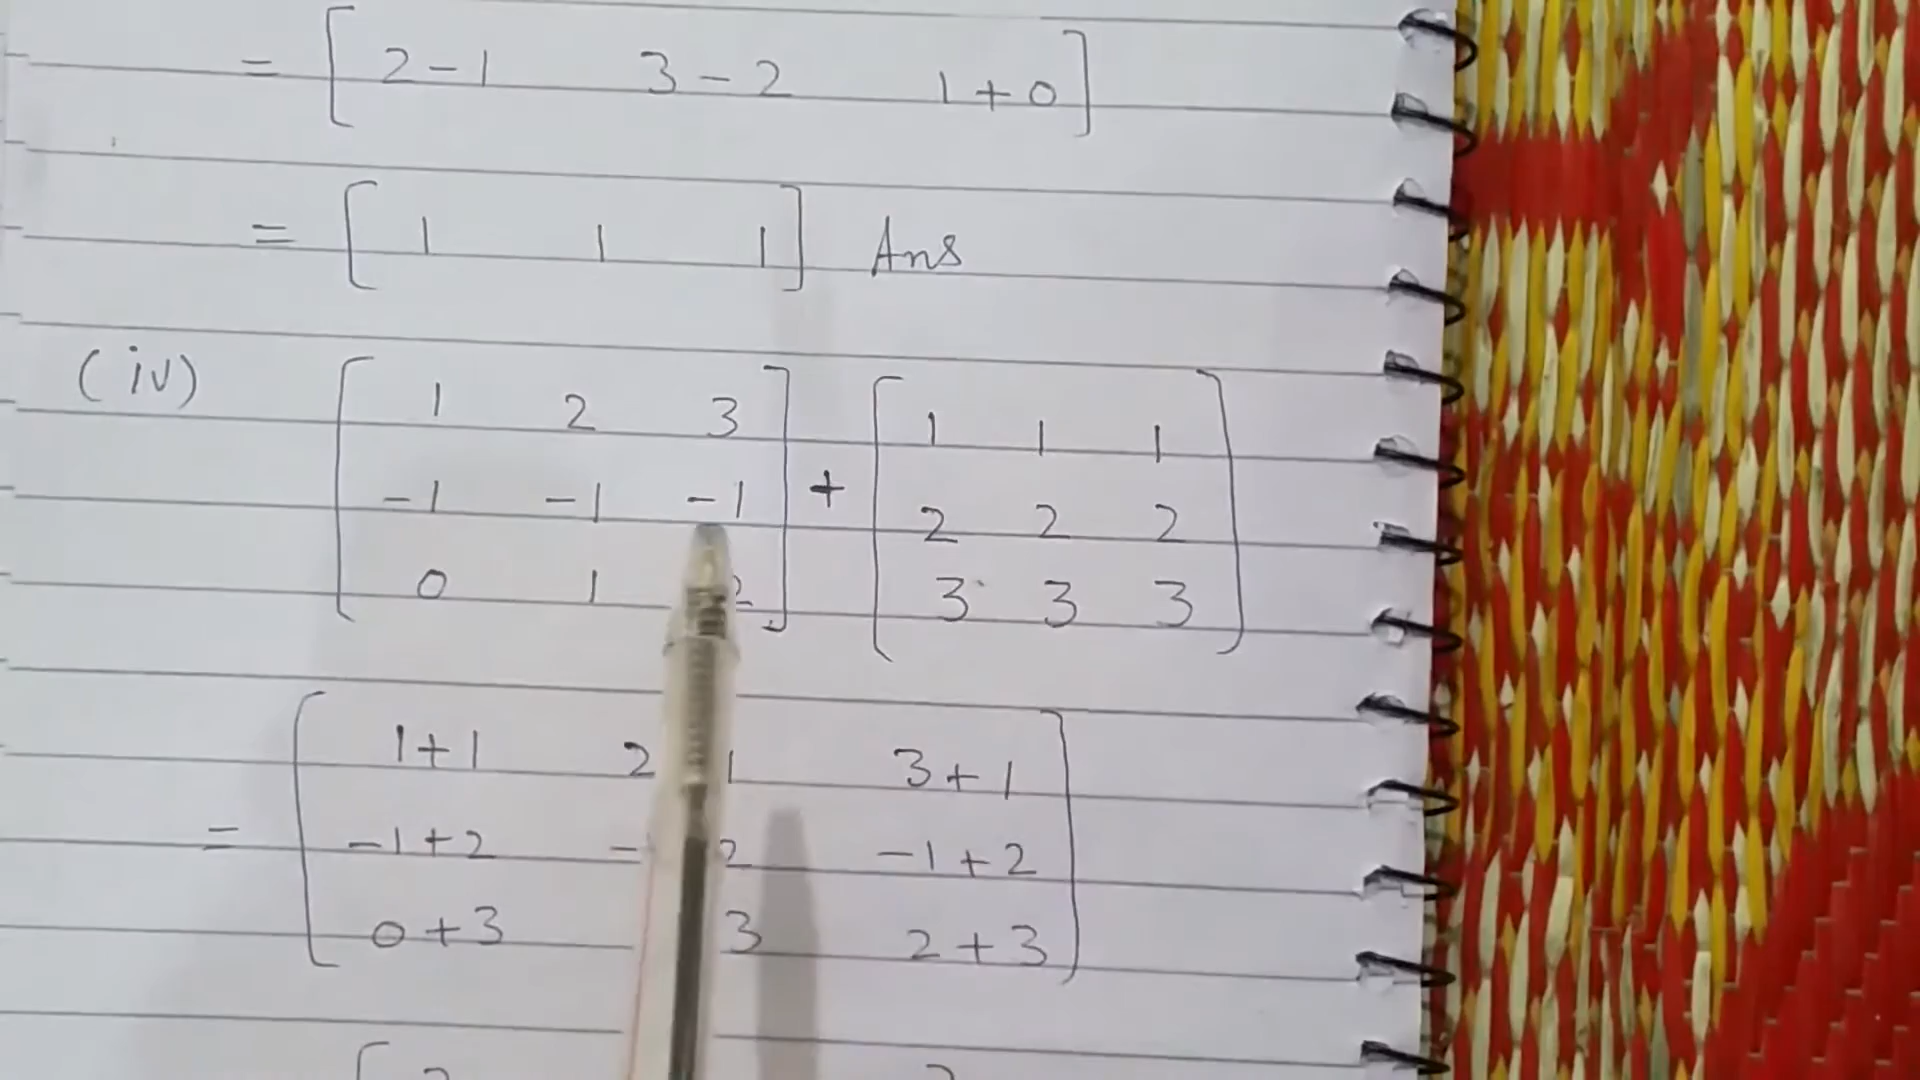 = [ 2-1 3-2 1+0 ]
= [ 1 1 1 ] Ans
(iv) [ 1 2 3 ] [ 1 1 1 ]
-1 -1 -1 + 2 2 2
0 1 2 3 3 3
[ 1+1 2 1 3+1 ]
= -1+2 - 2 -1+2
0+3 3 2+3
[